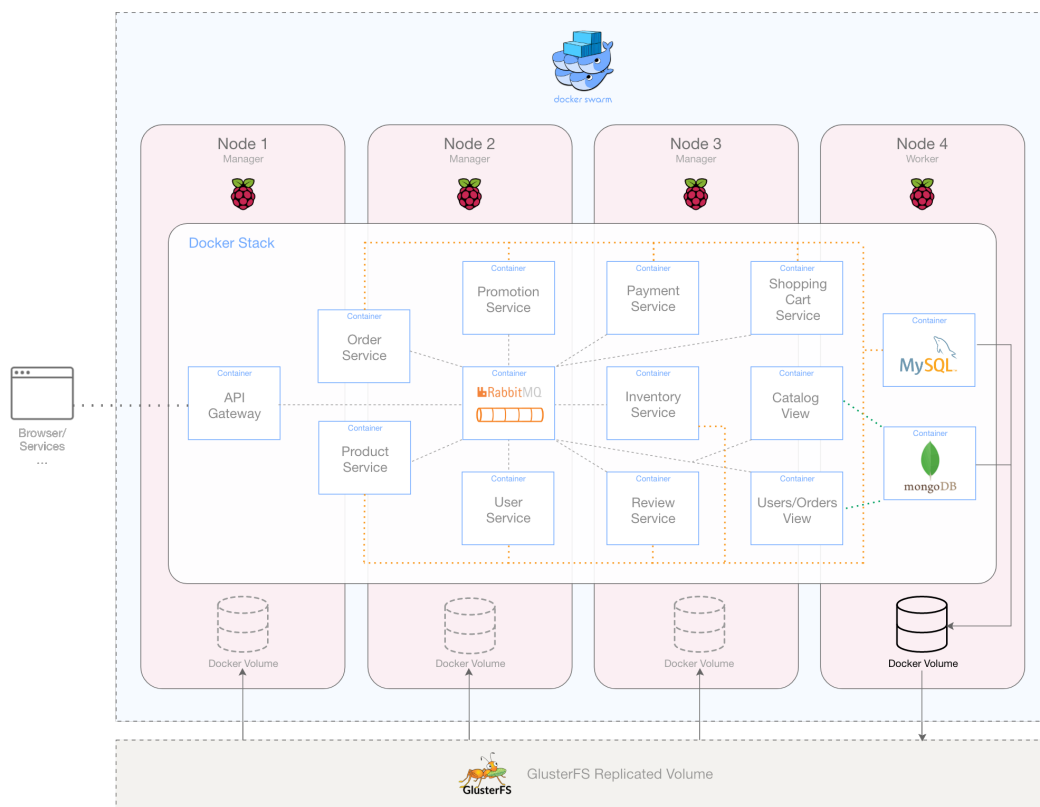 docker swarm
Node 1
Manager
Node 2
Manager
Node 3
Manager
Node 4
Worker
Docker Stack
Container
Promotion
Service
Container
Payment
Service
Container
Shopping
Cart
Service
Container
Order
Service
Container
MySQL
Container
API
Gateway
Container
RabbitMQ
Container
Inventory
Service
Container
Catalog
View
Browser/
Services
...
Container
Product
Service
Container
mongoDB
Container
User
Service
Container
Review
Service
Container
Users/Orders
View
Docker Volume
Docker Volume
Docker Volume
Docker Volume
GlusterFS
GlusterFS Replicated Volume